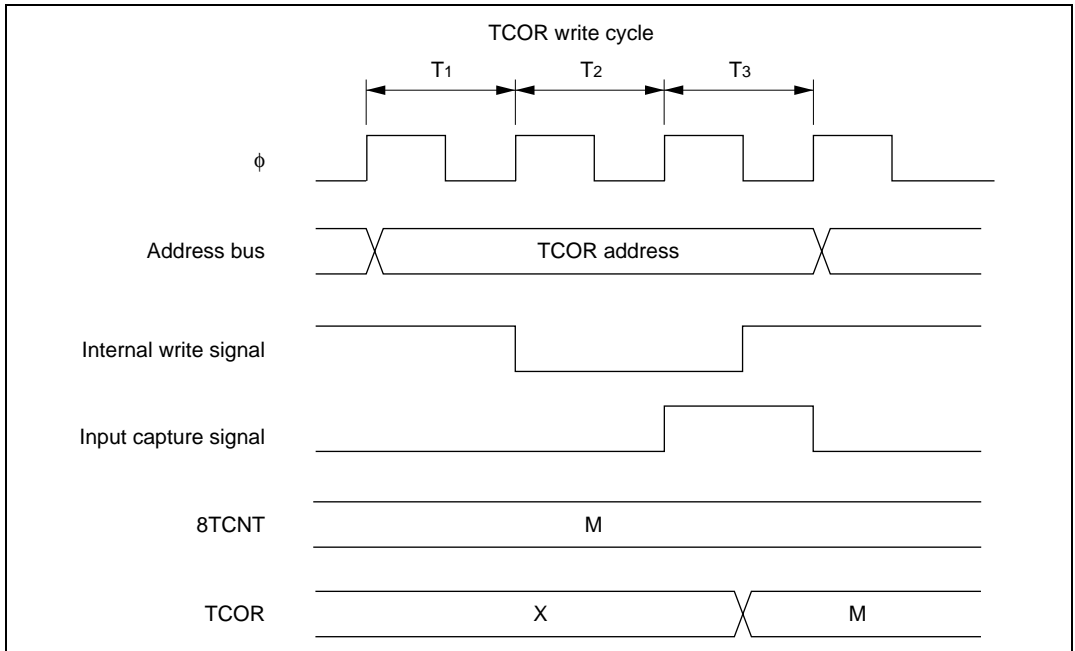 TCOR write cycle
T1 T2 T3
ϕ
Address bus TCOR address
Internal write signal
Input capture signal
8TCNT M
TCOR X M